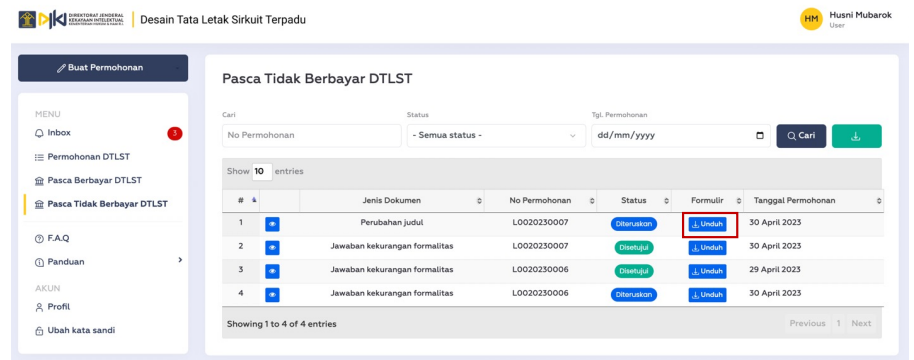 DIREKTORAT JENDERAL
KEKAYAAN INTELEKTUAL
KEMENTERIAN HUKUM & HAM R.I.
Desain Tata Letak Sirkuit Terpadu
HM
Husni Mubarok
User
Buat Permohonan
MENU
Inbox 3
Permohonan DTLST
Pasca Berbayar DTLST
Pasca Tidak Berbayar DTLST
F.A.Q
Panduan
AKUN
Profil
Ubah kata sandi
Pasca Tidak Berbayar DTLST
Cari Status Tgl. Permohonan
No Permohonan - Semua status - dd/mm/yyyy Cari
Show 10 entries
# Jenis Dokumen No Permohonan Status Formulir Tanggal Permohonan
1 Perubahan judul L0020230007 Diteruskan Unduh 30 April 2023
2 Jawaban kekurangan formalitas L0020230007 Disetujui Unduh 30 April 2023
3 Jawaban kekurangan formalitas L0020230006 Disetujui Unduh 29 April 2023
4 Jawaban kekurangan formalitas L0020230006 Diteruskan Unduh 30 April 2023
Showing 1 to 4 of 4 entries
Previous 1 Next